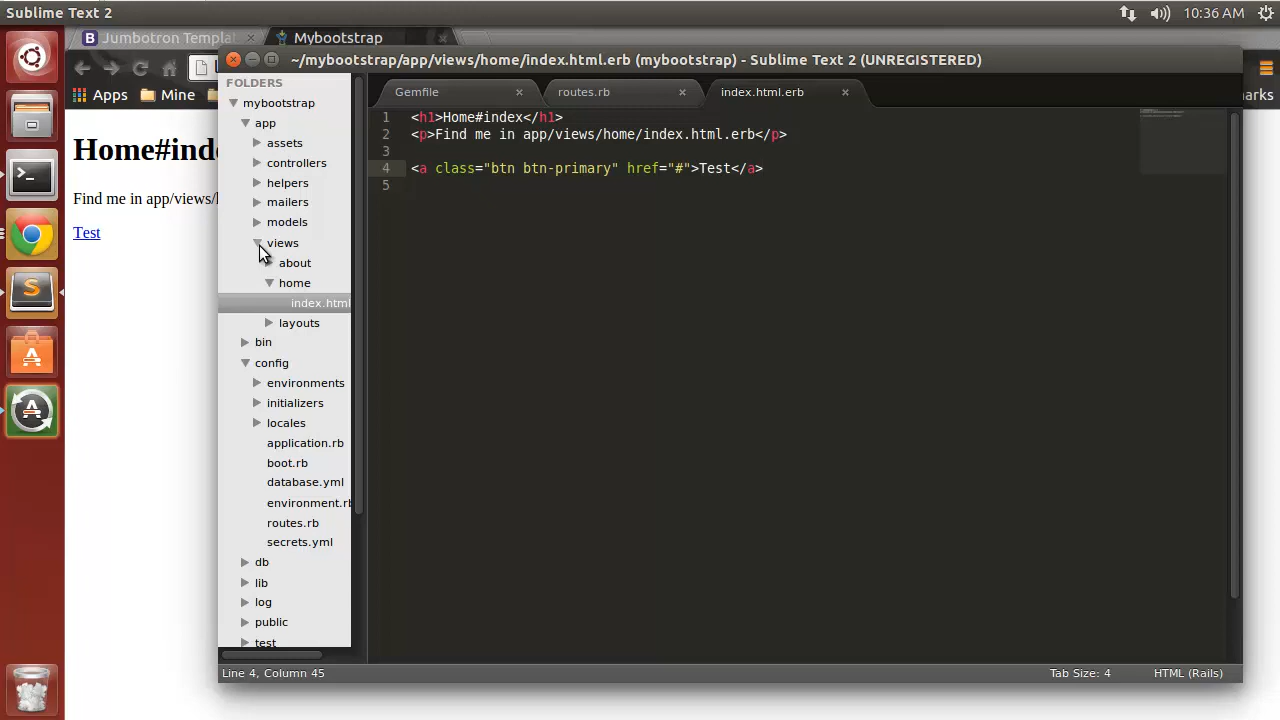 Sublime Text 2
10:36 AM
Jumbotron Templa
Mybootstrap
Apps
Mine
arks
Home#ind
Find me in app/views/
Test
~/mybootstrap/app/views/home/index.html.erb (mybootstrap) - Sublime Text 2 (UNREGISTERED)
FOLDERS
mybootstrap
app
assets
controllers
helpers
mailers
models
views
about
home
index.html
layouts
bin
config
environments
initializers
locales
application.rb
boot.rb
database.yml
environment.rb
routes.rb
secrets.yml
db
lib
log
public
test
Gemfile
routes.rb
index.html.erb
1 <h1>Home#index</h1>
2 <p>Find me in app/views/home/index.html.erb</p>
3
4 <a class="btn btn-primary" href="#">Test</a>
5
Line 4, Column 45
Tab Size: 4
HTML (Rails)